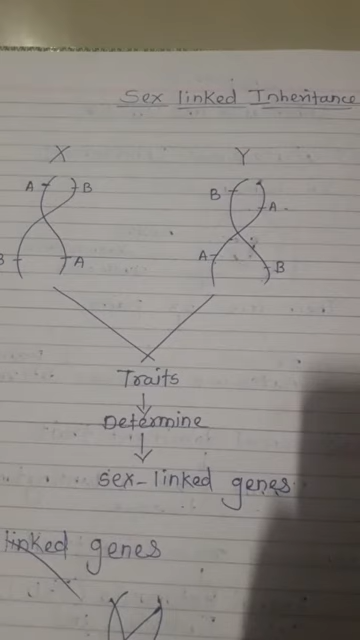 Sex linked Inheritance
X Y
A B B A
B A A B
Traits
Determine
sex-linked genes
linked genes